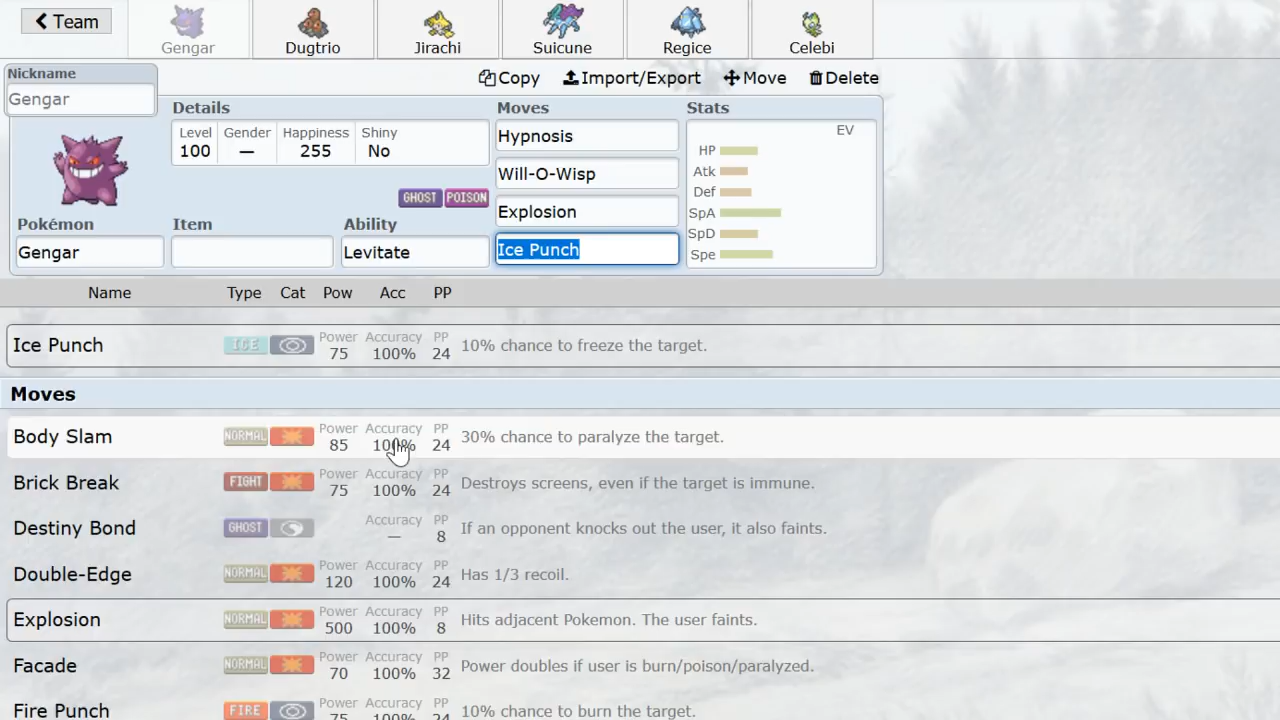 Team
Gengar
Dugtrio
Jirachi
Suicune
Regice
Celebi
Nickname
Gengar
Copy
Import/Export
Move
Delete
Details
Moves
Stats
Level Gender Happiness Shiny
100 — 255 No
Hypnosis
Will-O-Wisp
Explosion
Ice Punch
EV
HP
Atk
Def
SpA
SpD
Spe
GHOST POISON
Pokémon Item Ability
Gengar Levitate
Name Type Cat Pow Acc PP
Ice Punch ICE Power 75 Accuracy 100% PP 24 10% chance to freeze the target.
Moves
Body Slam NORMAL Power 85 Accuracy 100% PP 24 30% chance to paralyze the target.
Brick Break FIGHT Power 75 Accuracy 100% PP 24 Destroys screens, even if the target is immune.
Destiny Bond GHOST Accuracy — PP 8 If an opponent knocks out the user, it also faints.
Double-Edge NORMAL Power 120 Accuracy 100% PP 24 Has 1/3 recoil.
Explosion NORMAL Power 500 Accuracy 100% PP 8 Hits adjacent Pokemon. The user faints.
Facade NORMAL Power 70 Accuracy 100% PP 32 Power doubles if user is burn/poison/paralyzed.
Fire Punch FIRE Power 75 Accuracy 100% PP 24 10% chance to burn the target.